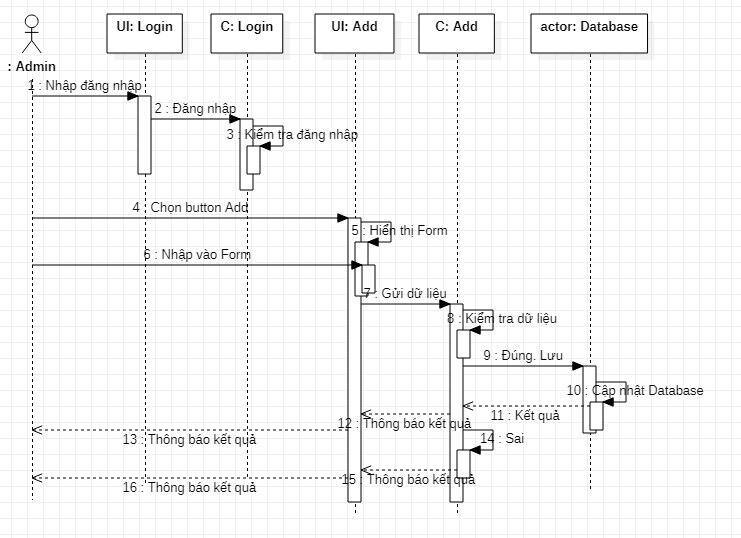 UI: Login
C: Login
UI: Add
C: Add
actor: Database
: Admin
1 : Nhập đăng nhập
2 : Đăng nhập
3 : Kiểm tra đăng nhập
4 : Chọn button Add
5 : Hiển thị Form
6 : Nhập vào Form
7 : Gửi dữ liệu
8 : Kiểm tra dữ liệu
9 : Đúng. Lưu
10 : Cập nhật Database
11 : Kết quả
12 : Thông báo kết quả
13 : Thông báo kết quả
14 : Sai
15 : Thông báo kết quả
16 : Thông báo kết quả